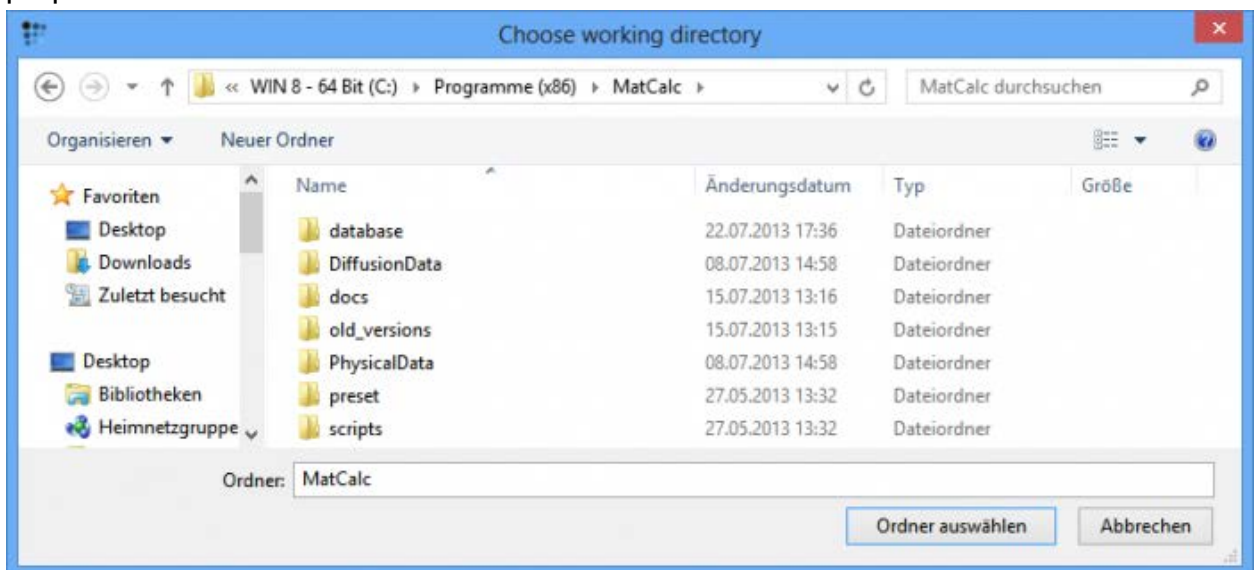 Choose working directory
« WIN 8 - 64 Bit (C:) Programme (x86) MatCalc
MatCalc durchsuchen
Organisieren Neuer Ordner
Name Änderungsdatum Typ Größe
Favoriten
Desktop
Downloads
Zuletzt besucht
Desktop
Bibliotheken
Heimnetzgruppe
database 22.07.2013 17:36 Dateiordner
DiffusionData 08.07.2013 14:58 Dateiordner
docs 15.07.2013 13:16 Dateiordner
old_versions 15.07.2013 13:15 Dateiordner
PhysicalData 08.07.2013 14:58 Dateiordner
preset 27.05.2013 13:32 Dateiordner
scripts 27.05.2013 13:32 Dateiordner
Ordner: MatCalc
Ordner auswählen Abbrechen